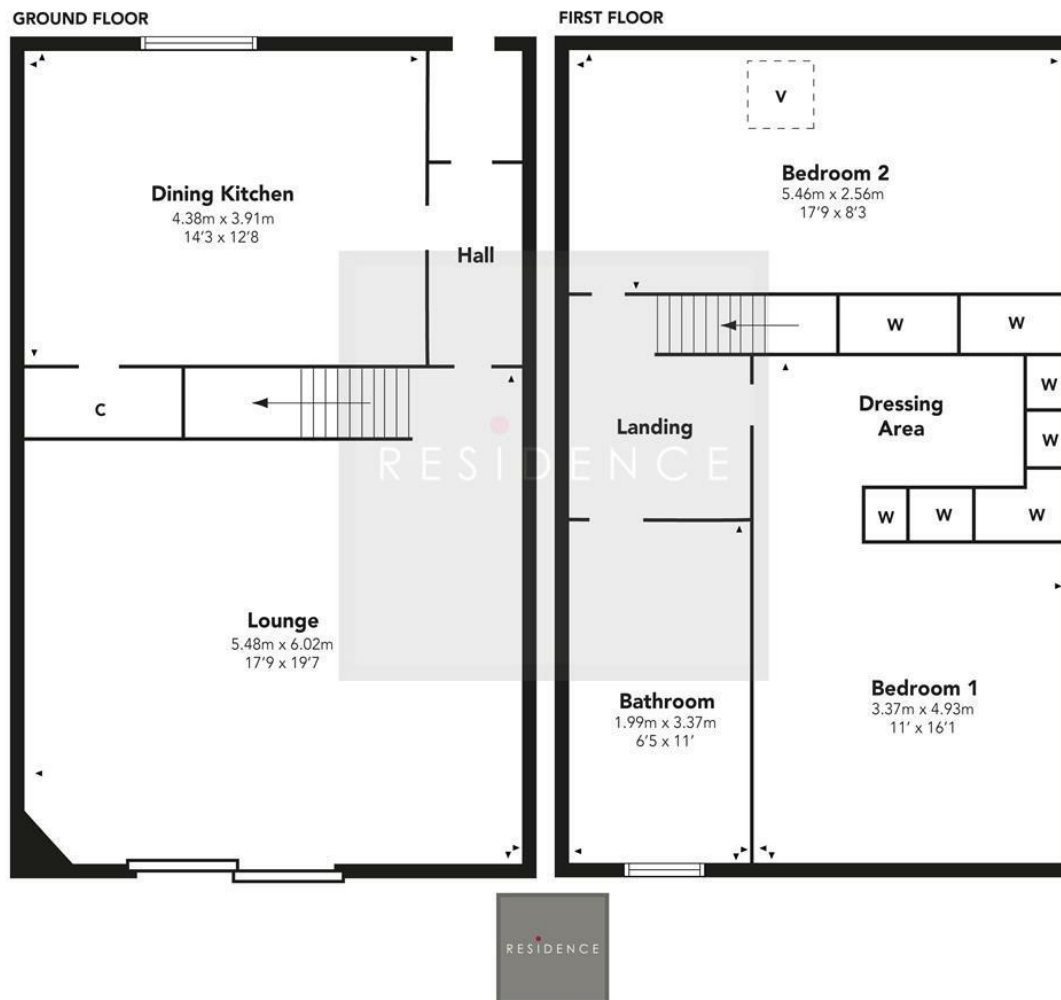 GROUND FLOOR
Dining Kitchen
4.38m x 3.91m
14'3 x 12'8
Hall
C
Lounge
5.48m x 6.02m
17'9 x 19'7
FIRST FLOOR
V
Bedroom 2
5.46m x 2.56m
17'9 x 8'3
W
W
W
Dressing
Area
W
Landing
W
W
W
Bathroom
1.99m x 3.37m
6'5 x 11'
Bedroom 1
3.37m x 4.93m
11' x 16'1
RESIDENCE
RESIDENCE